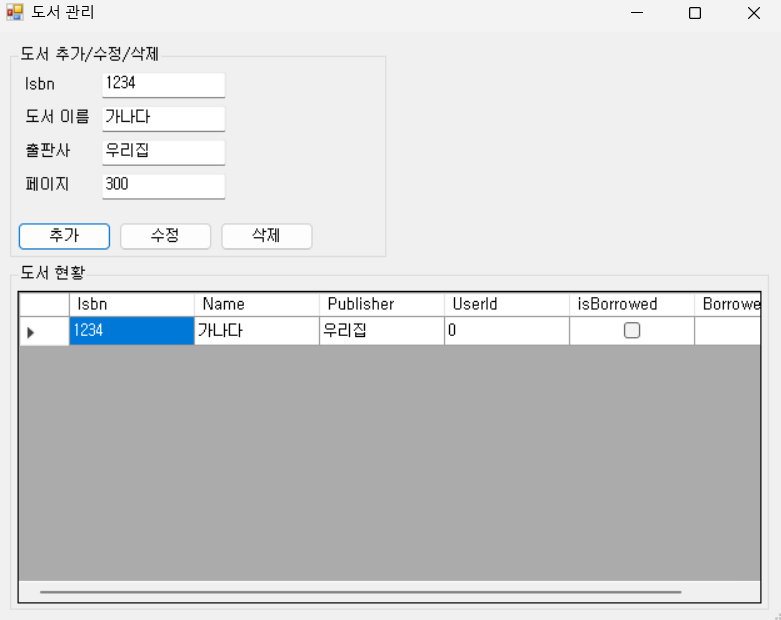 도서 관리
도서 추가/수정/삭제
Isbn 1234
도서 이름 가나다
출판사 우리집
페이지 300
추가 수정 삭제
도서 현황
Isbn Name Publisher UserId isBorrowed Borrowe
1234 가나다 우리집 0